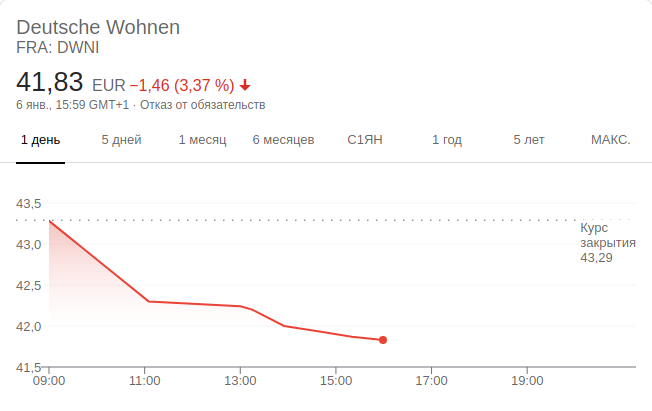 Deutsche Wohnen
FRA: DWNI
41,83 EUR −1,46 (3,37 %)
6 янв., 15:59 GMT+1 · Отказ от обязательств
1 день 5 дней 1 месяц 6 месяцев С1ЯН 1 год 5 лет МАКС.
43,5
Курс
закрытия
43,29
43,0
42,5
42,0
41,5
09:00 11:00 13:00 15:00 17:00 19:00